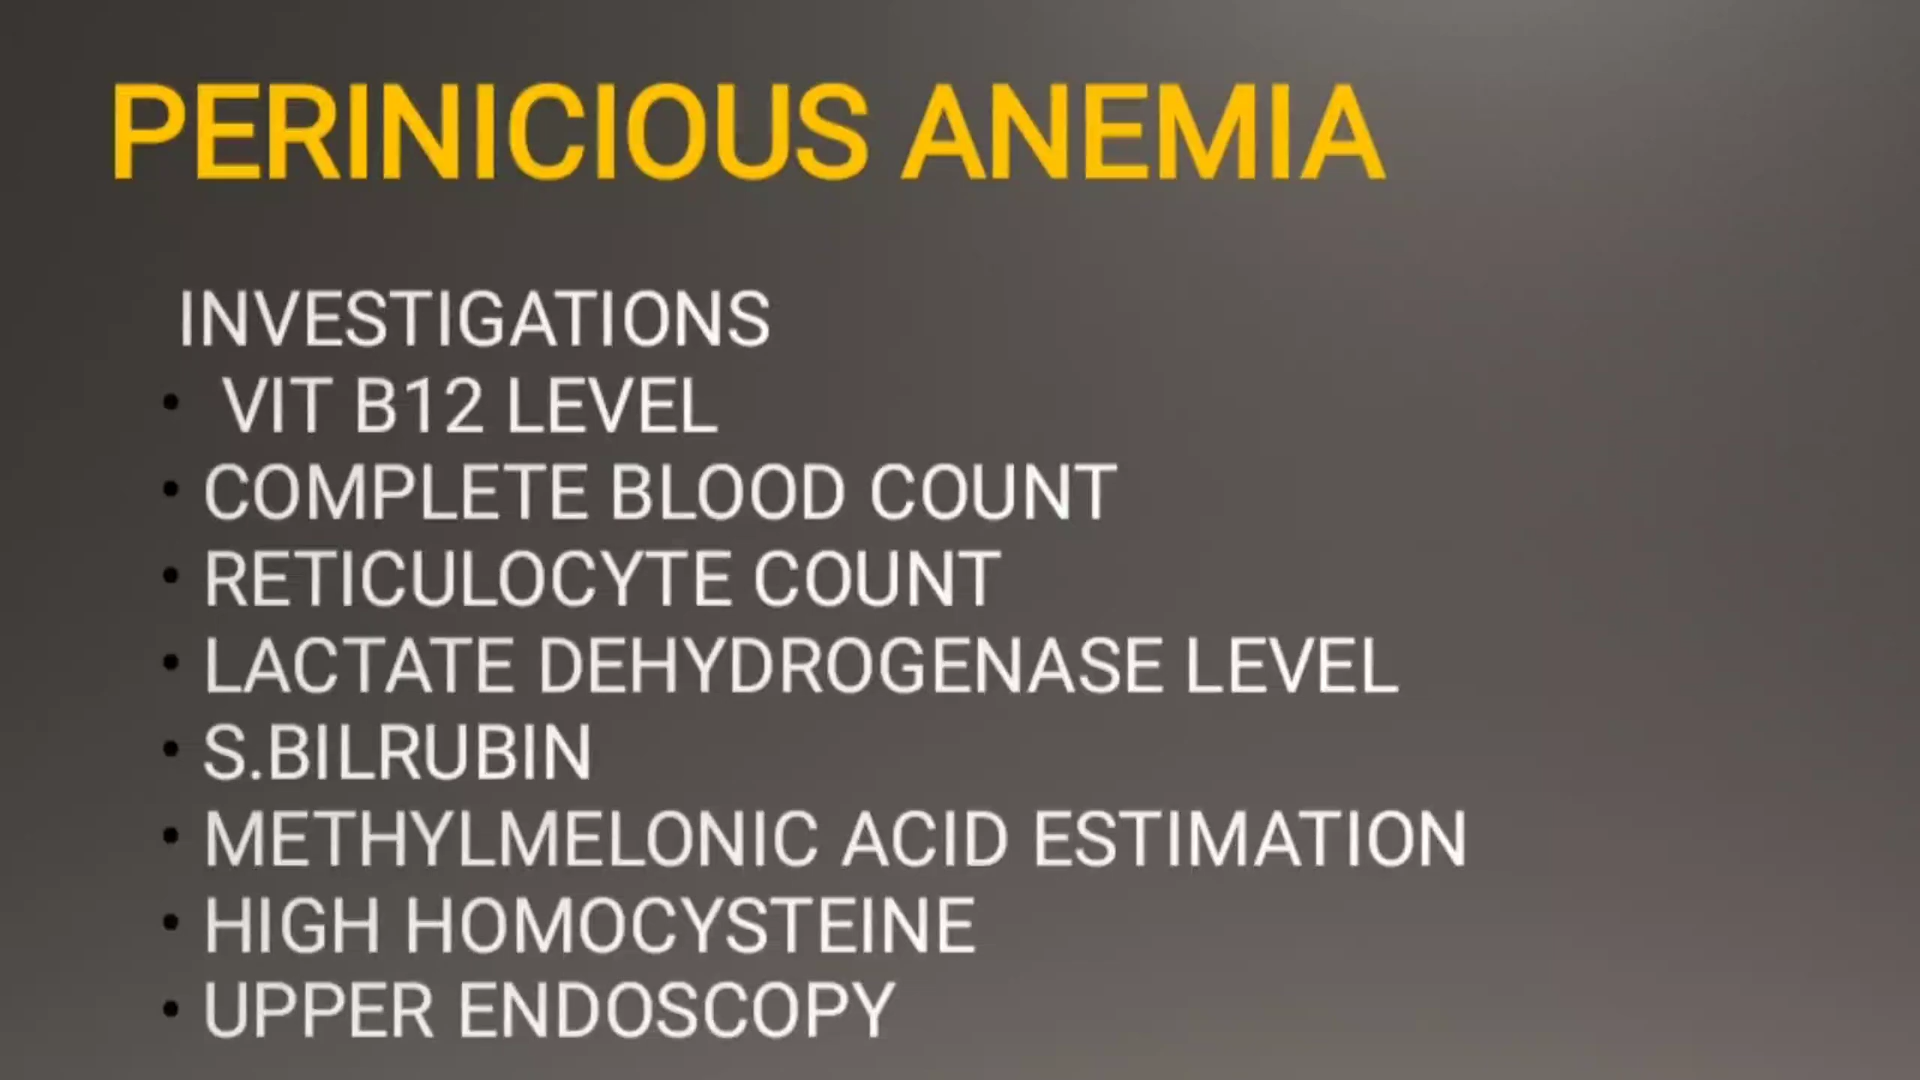 PERINICIOUS ANEMIA
INVESTIGATIONS
• VIT B12 LEVEL
• COMPLETE BLOOD COUNT
• RETICULOCYTE COUNT
• LACTATE DEHYDROGENASE LEVEL
• S.BILRUBIN
• METHYLMELONIC ACID ESTIMATION
• HIGH HOMOCYSTEINE
• UPPER ENDOSCOPY